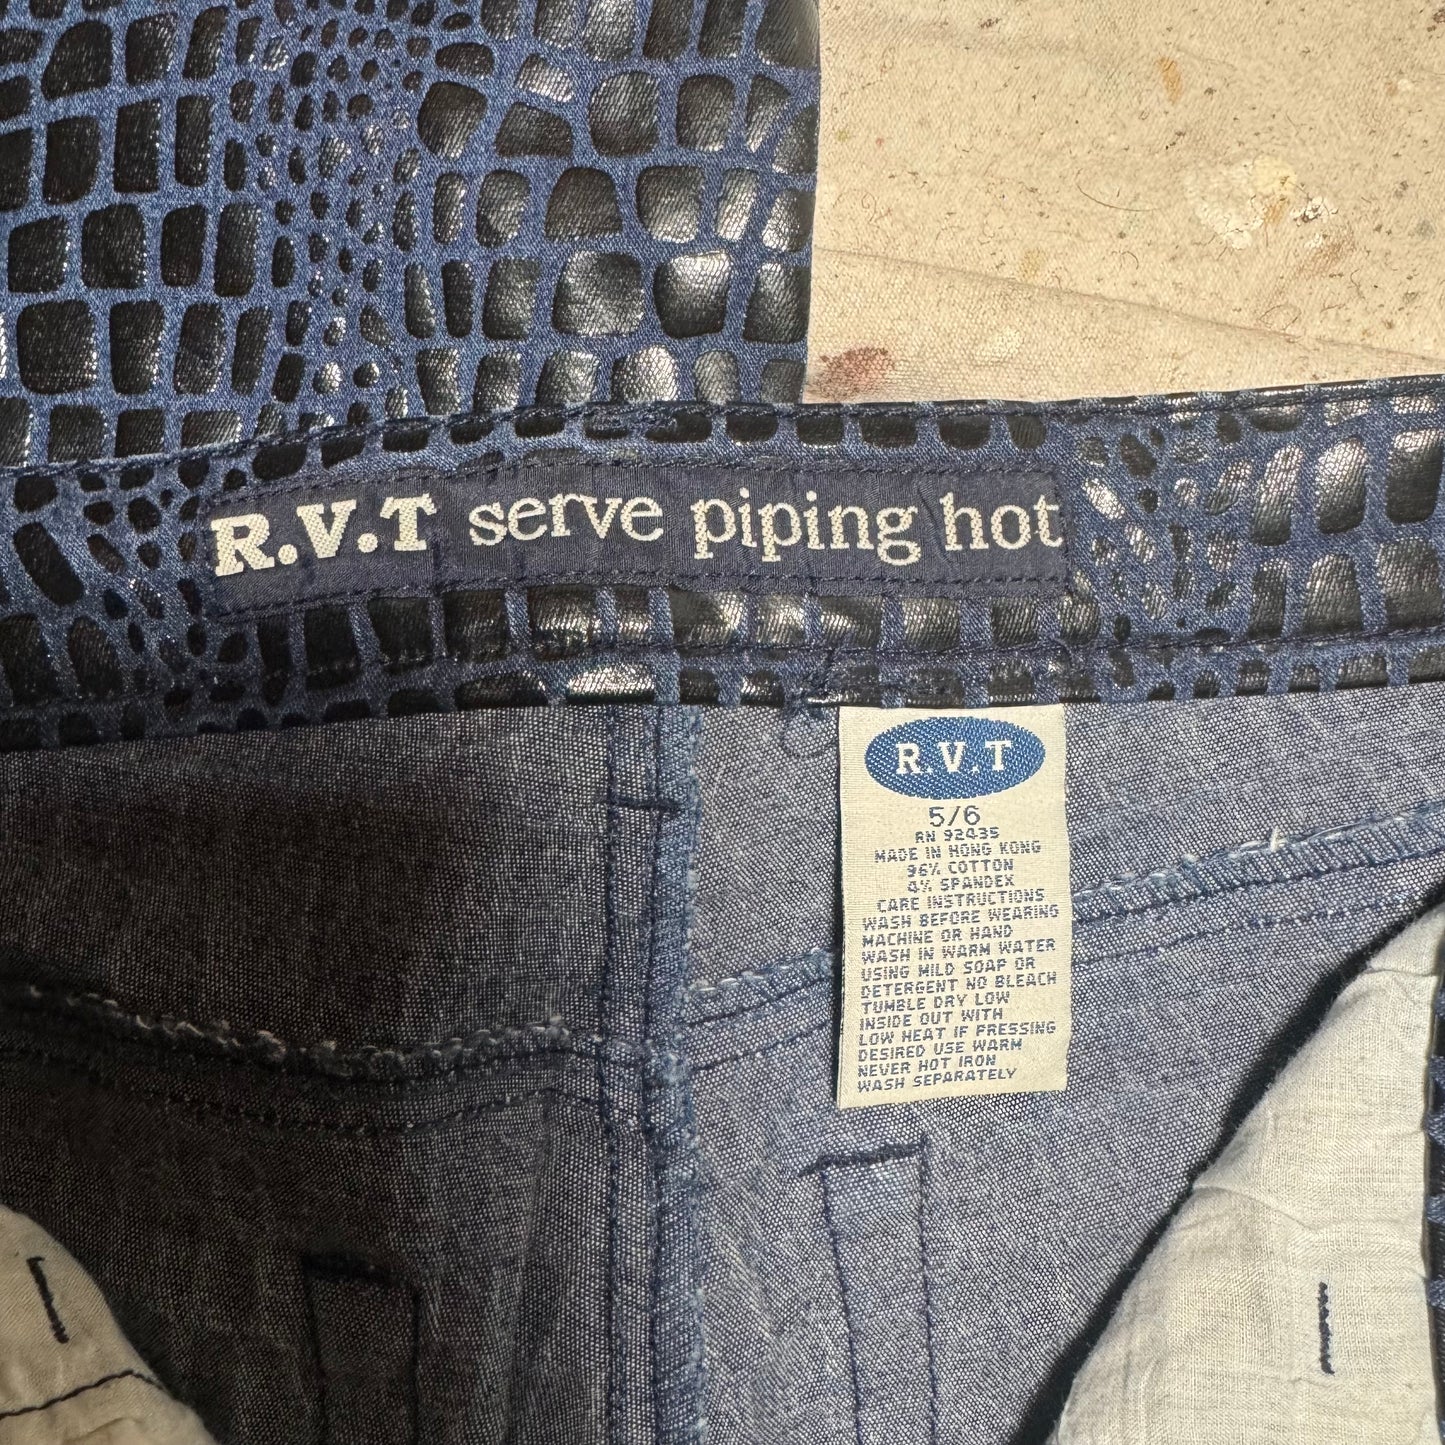 R.V.T serve piping hot
R.V.T
5/6
RN 92435
MADE IN HONG KONG
96% COTTON
4% SPANDEX
CARE INSTRUCTIONS
WASH BEFORE WEARING
MACHINE OR HAND
WASH IN WARM WATER
USING MILD SOAP OR
DETERGENT NO BLEACH
TUMBLE DRY LOW
INSIDE OUT WITH
LOW HEAT IF PRESSING
DESIRED USE WARM
NEVER HOT IRON
WASH SEPARATELY